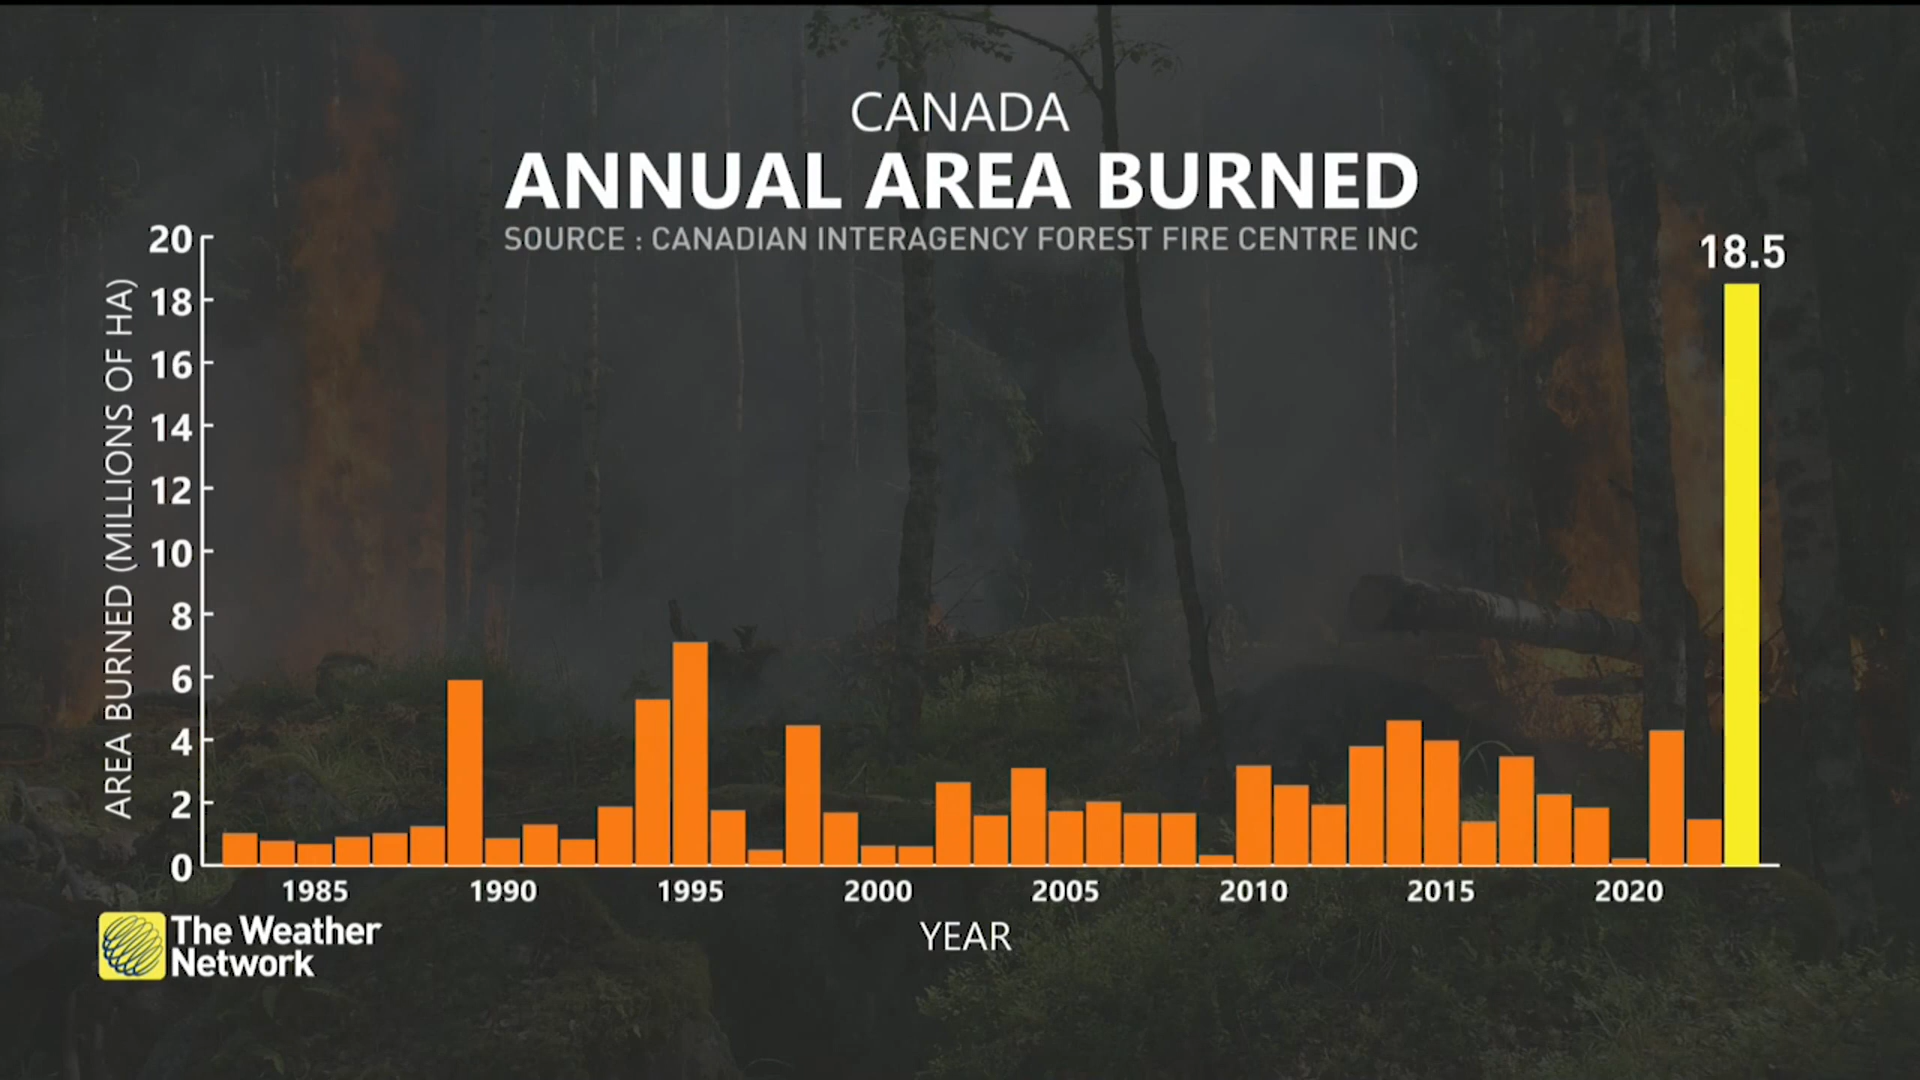 CANADA
ANNUAL AREA BURNED
SOURCE : CANADIAN INTERAGENCY FOREST FIRE CENTRE INC
18.5
AREA BURNED (MILLIONS OF HA)
20
18
16
14
12
10
8
6
4
2
0
1985 1990 1995 2000 2005 2010 2015 2020
YEAR
The Weather
Network